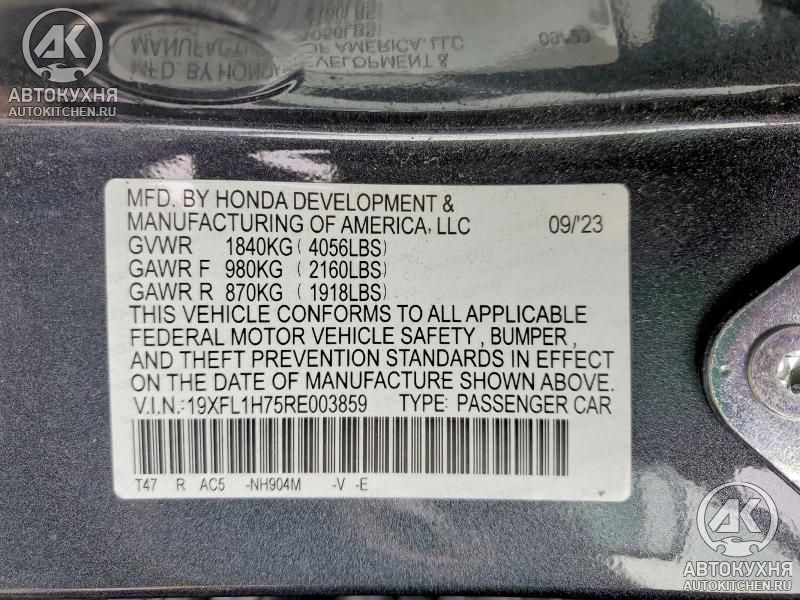 AK
АВТОКУХНЯ
AUTOKITCHEN.RU
MFD. BY HONDA DEVELOPMENT &
MANUFACTURING OF AMERICA, LLC 09/'23
GVWR 1840KG ( 4056LBS)
GAWR F 980KG ( 2160LBS)
GAWR R 870KG ( 1918LBS)
THIS VEHICLE CONFORMS TO ALL APPLICABLE
FEDERAL MOTOR VEHICLE SAFETY , BUMPER,
AND THEFT PREVENTION STANDARDS IN EFFECT
ON THE DATE OF MANUFACTURE SHOWN ABOVE.
V.I.N.:19XFL1H75RE003859 TYPE: PASSENGER CAR
T47 R AC5 -NH904M -V -E
AK
АВТОКУХНЯ
AUTOKITCHEN.RU